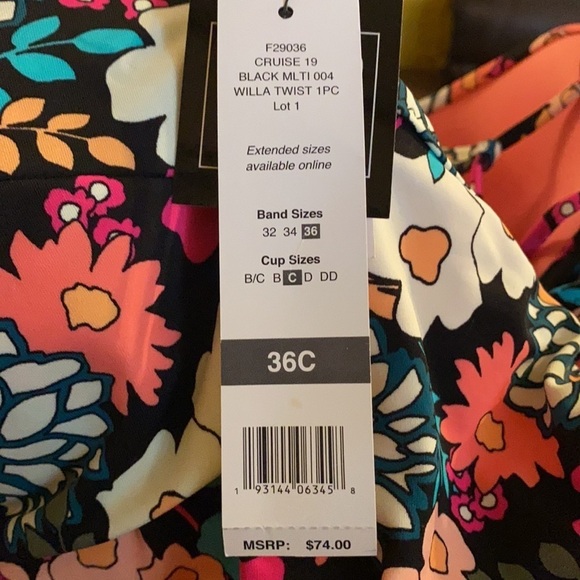 F29036
CRUISE 19
BLACK MLTI 004
WILLA TWIST 1PC
Lot 1
Extended sizes
available online
Band Sizes
32 34 36
Cup Sizes
B/C B C D DD
36C
1 93144 06345 8
MSRP: $74.00